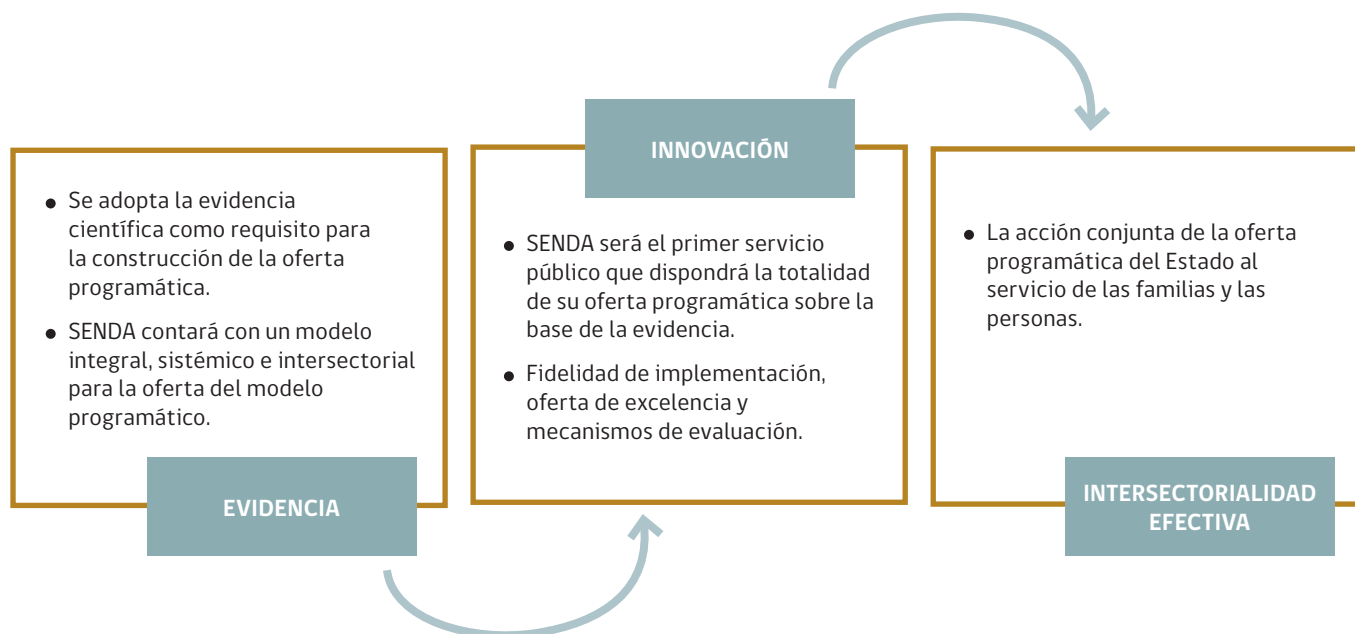 ● Se adopta la evidencia
científica como requisito para
la construcción de la oferta
programática.
● SENDA contará con un modelo
integral, sistémico e intersectorial
para la oferta del modelo
programático.
EVIDENCIA
INNOVACIÓN
● SENDA será el primer servicio
público que dispondrá la totalidad
de su oferta programática sobre la
base de la evidencia.
● Fidelidad de implementación,
oferta de excelencia y
mecanismos de evaluación.
● La acción conjunta de la oferta
programática del Estado al
servicio de las familias y las
personas.
INTERSECTORIALIDAD
EFECTIVA